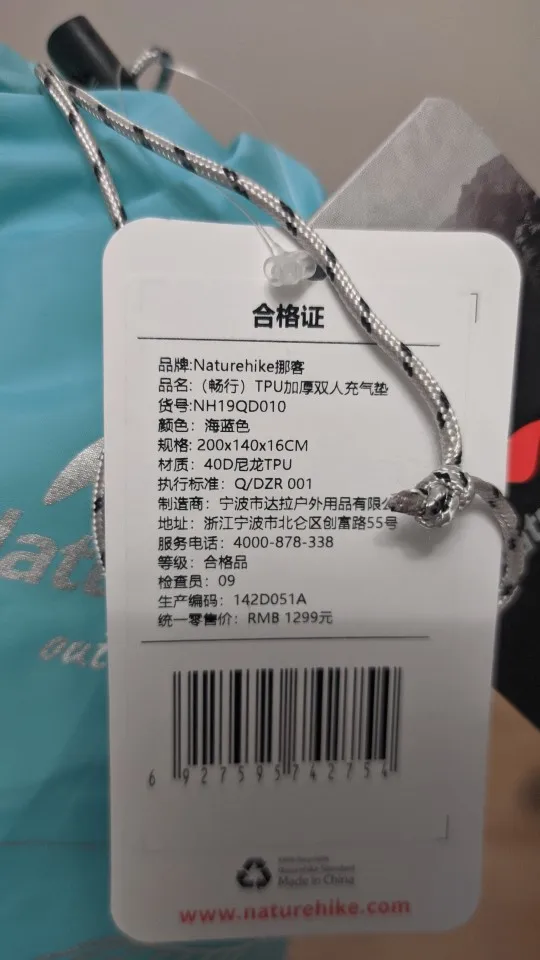 合格证
品牌:Naturehike挪客
品名:（畅行）TPU加厚双人充气垫
货号:NH19QD010
颜色：海蓝色
规格: 200x140x16CM
材质：40D尼龙TPU
执行标准：Q/DZR 001
制造商：宁波市达拉户外用品有限
地址：浙江宁波市北仑区创富路55号
服务电话：4000-878-338
等级：合格品
检查员：09
生产编码：142D051A
统一零售价：RMB 1299元
6 927595 742754
Made in China
www.naturehike.com
out